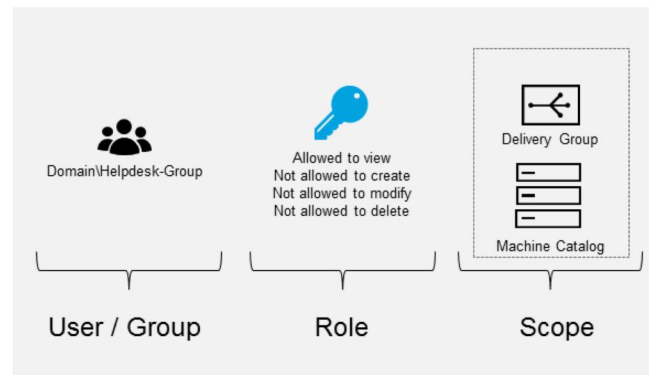 Domain\Helpdesk-Group
Allowed to view
Not allowed to create
Not allowed to modify
Not allowed to delete
Delivery Group
Machine Catalog
User / Group
Role
Scope